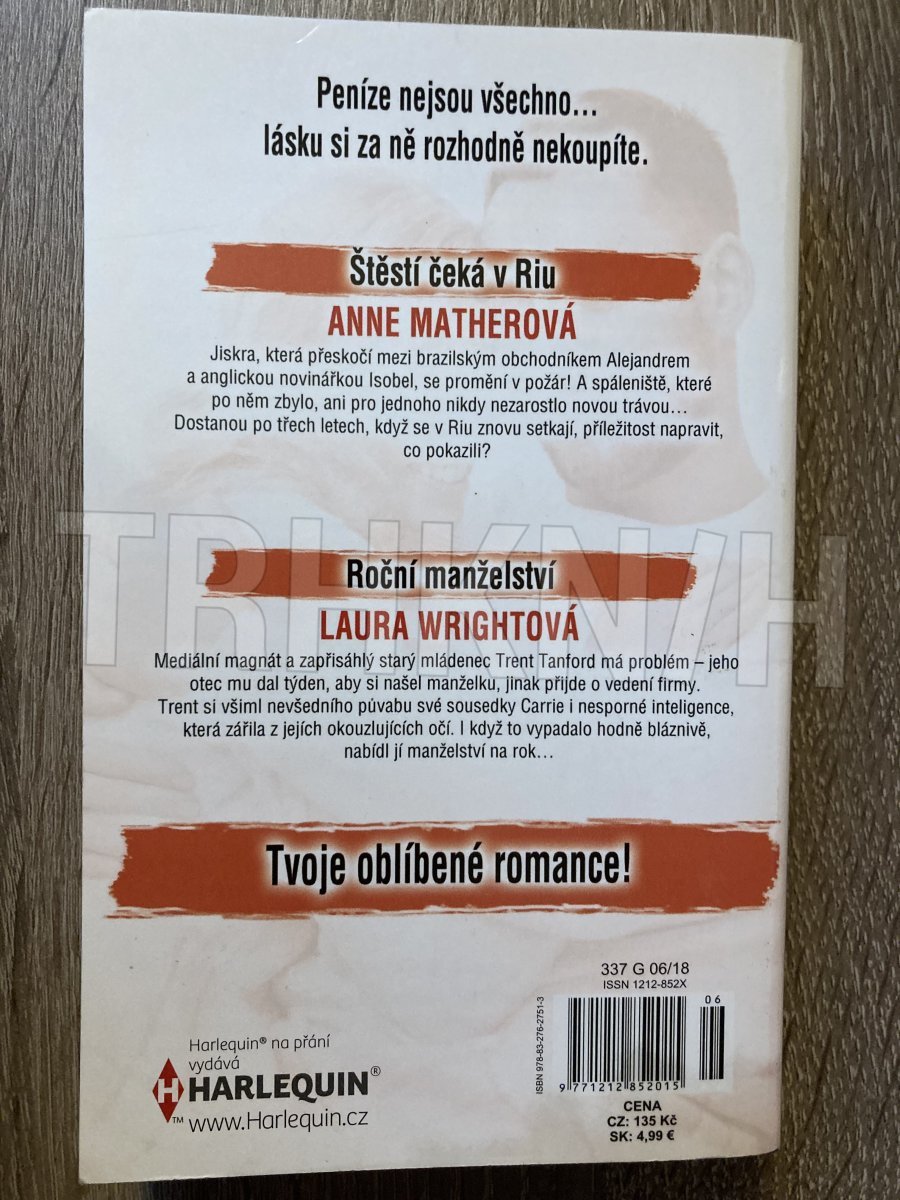 Peníze nejsou všechno...
lásku si za ně rozhodně nekoupíte.
Štěstí čeká v Riu
ANNE MATHEROVÁ
Jiskra, která přeskočí mezi brazilským obchodníkem Alejandrem
a anglickou novinářkou Isobel, se promění v požár! A spáleniště, které
po něm zbylo, ani pro jednoho nikdy nezarostlo novou trávou...
Dostanou po třech letech, když se v Riu znovu setkají, příležitost napravit,
co pokazili?
TRHKNIH
Roční manželství
LAURA WRIGHTOVÁ
Mediální magnát a zapřisáhlý starý mládenec Trent Tanford má problém – jeho
otec mu dal týden, aby si našel manželku, jinak přijde o vedení firmy.
Trent si všiml nevšedního půvabu své sousedky Carrie i nesporné inteligence,
která zářila z jejích okouzlujících očí. I když to vypadalo hodně bláznivě,
nabídl jí manželství na rok...
Tvoje oblíbené romance!
337 G 06/18
ISSN 1212-852X
06
ISBN 978-83-276-2751-3
9 771212 852015
CENA
CZ: 135 Kč
SK: 4,99 €
Harlequin® na přání
vydává
H HARLEQUIN®
™ www.Harlequin.cz